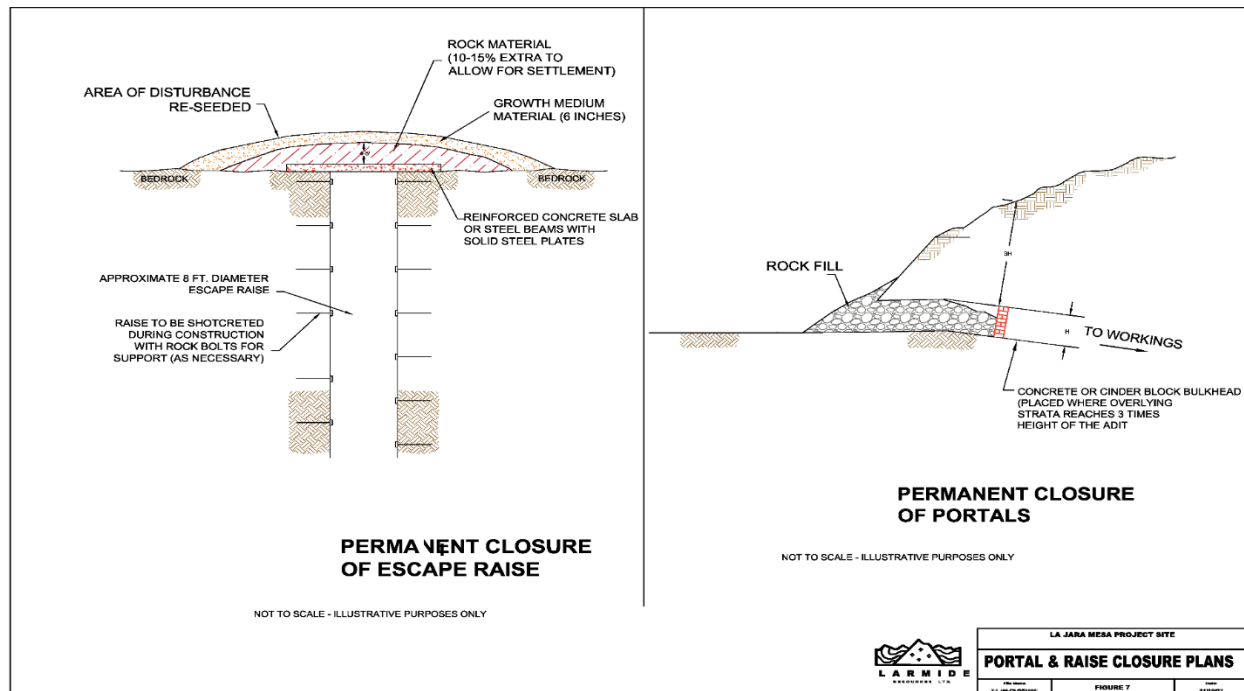 ROCK MATERIAL
(10-15% EXTRA TO
ALLOW FOR SETTLEMENT)
AREA OF DISTURBANCE
RE-SEEDED
GROWTH MEDIUM
MATERIAL (6 INCHES)
BEDROCK
BEDROCK
REINFORCED CONCRETE SLAB
OR STEEL BEAMS WITH
SOLID STEEL PLATES
APPROXIMATE 8 FT. DIAMETER
ESCAPE RAISE
RAISE TO BE SHOTCRETED
DURING CONSTRUCTION
WITH ROCK BOLTS FOR
SUPPORT (AS NECESSARY)
PERMANENT CLOSURE
OF ESCAPE RAISE
NOT TO SCALE - ILLUSTRATIVE PURPOSES ONLY
3H
ROCK FILL
H
TO WORKINGS
CONCRETE OR CINDER BLOCK BULKHEAD
(PLACED WHERE OVERLYING
STRATA REACHES 3 TIMES
HEIGHT OF THE ADIT
PERMANENT CLOSURE
OF PORTALS
NOT TO SCALE - ILLUSTRATIVE PURPOSES ONLY
LARMIDE
RESOURCES LTD.
LA JARA MESA PROJECT SITE
PORTAL & RAISE CLOSURE PLANS
FIGURE 7